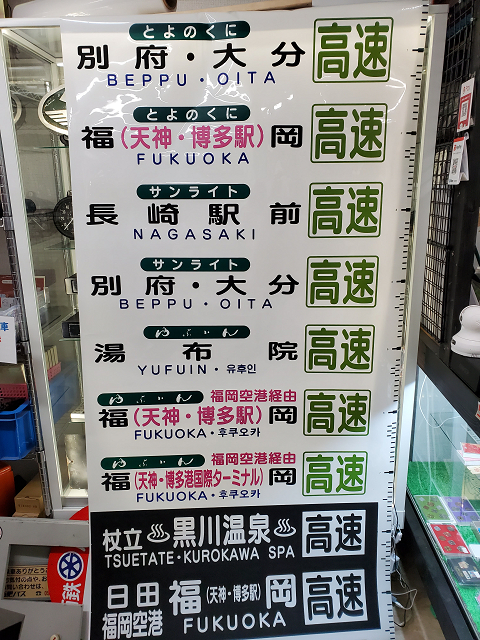 とよのくに
別府・大分 高速
BEPPU・OITA
とよのくに
福(天神・博多駅)岡 高速
FUKUOKA
サンライト
長崎駅前 高速
NAGASAKI
サンライト
別府・大分 高速
BEPPU・OITA
ゆふいん
湯布院 高速
YUFUIN・유후인
ゆふいん 福岡空港経由
福(天神・博多駅)岡 高速
FUKUOKA・후쿠오카
ゆふいん 福岡空港経由
福(天神・博多港国際ターミナル)岡 高速
FUKUOKA・후쿠오카
杖立♨黒川温泉♨ 高速
TSUETATE・KUROKAWA SPA
日田 福(天神・博多駅)岡 高速
福岡空港 FUKUOKA